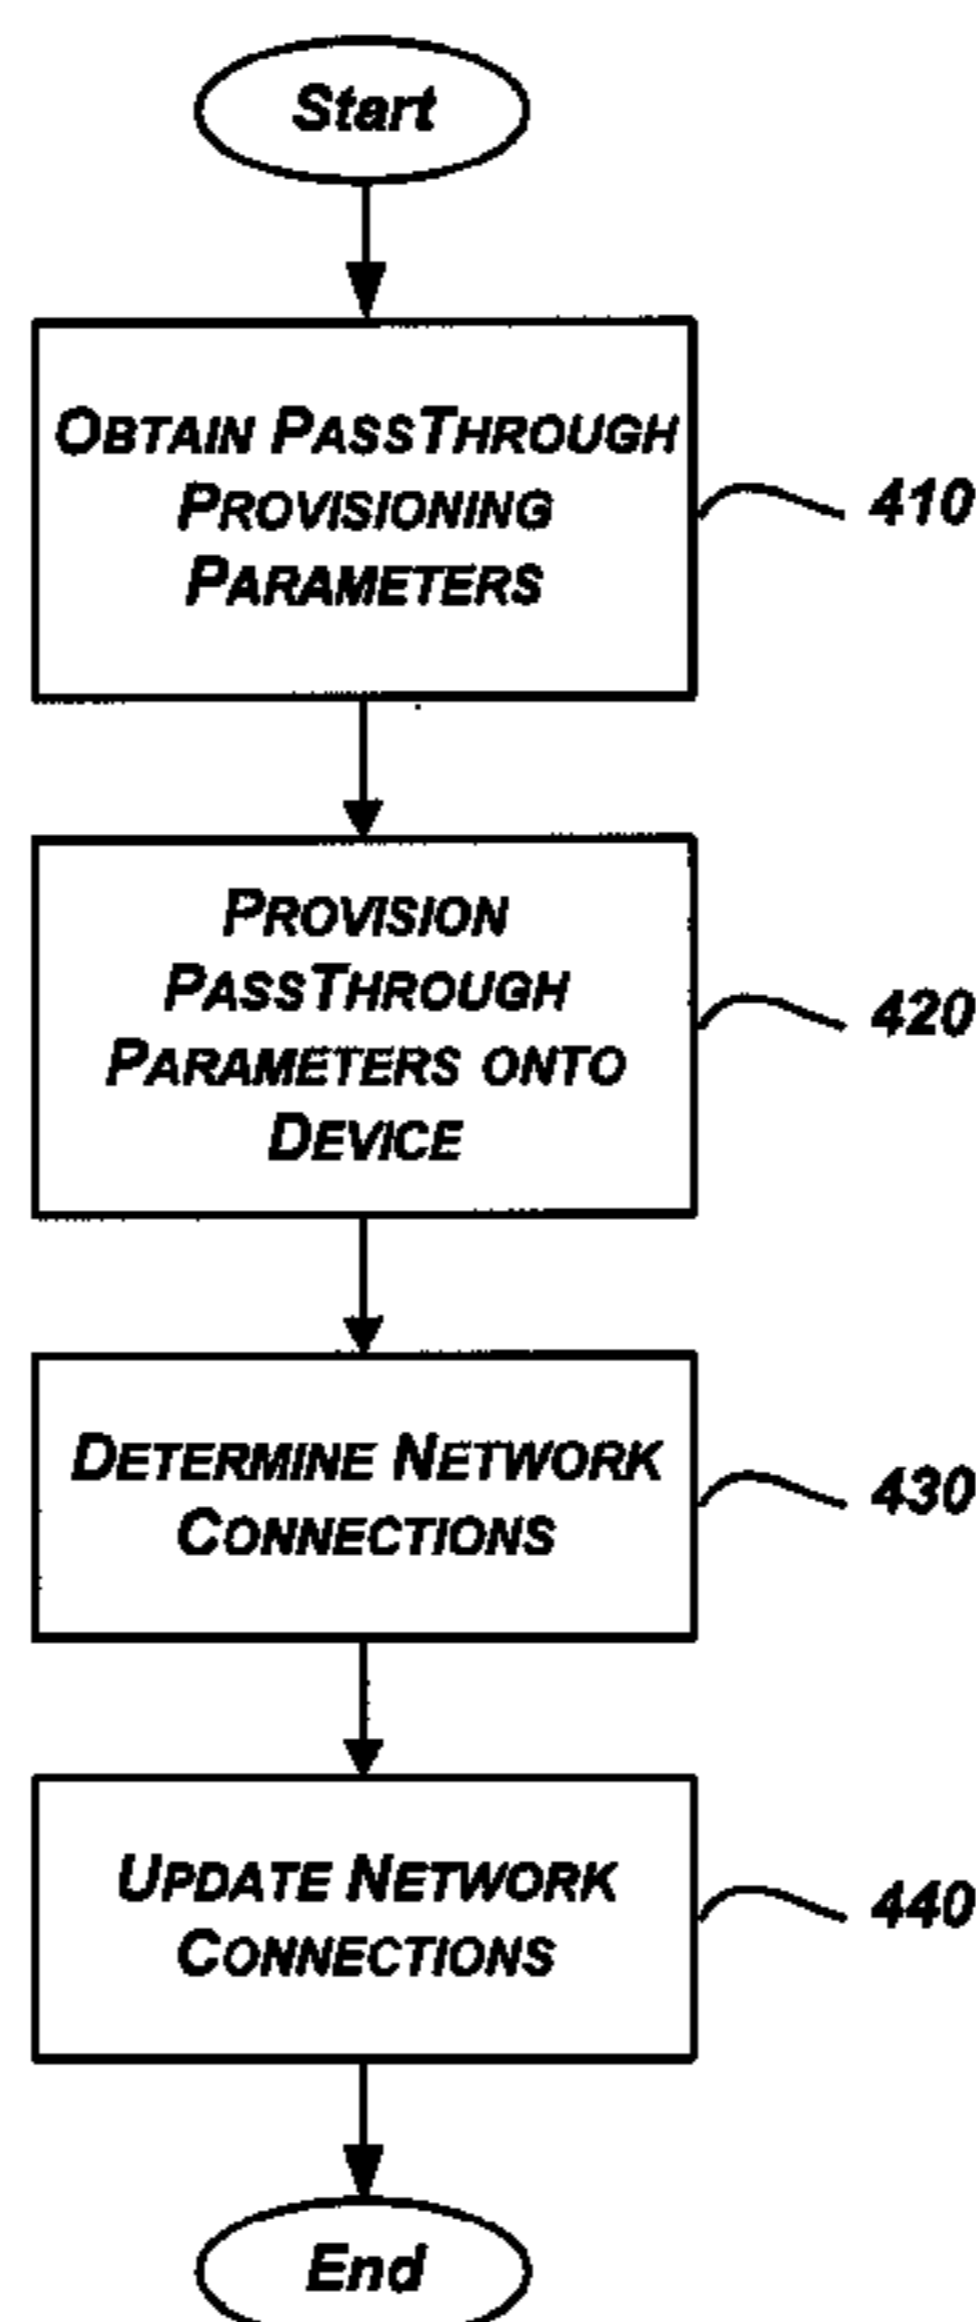 Start
OBTAIN PASSTHROUGH
PROVISIONING
PARAMETERS
410
PROVISION
PASSTHROUGH
PARAMETERS ONTO
DEVICE
420
DETERMINE NETWORK
CONNECTIONS
430
UPDATE NETWORK
CONNECTIONS
440
End